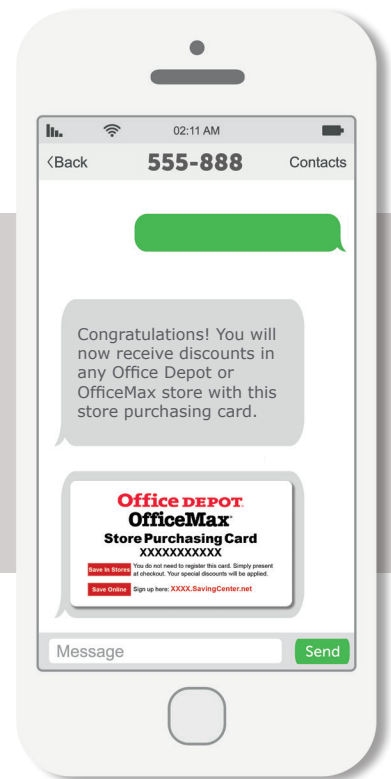 02:11 AM
Back 555-888 Contacts
Congratulations! You will
now receive discounts in
any Office Depot or
OfficeMax store with this
store purchasing card.
Office DEPOT.
OfficeMax
Store Purchasing Card
XXXXXXXXXXX
Save In Stores You do not need to register this card. Simply present
at checkout. Your special discounts will be applied.
Save Online Sign up here: XXXX.SavingCenter.net
Message Send